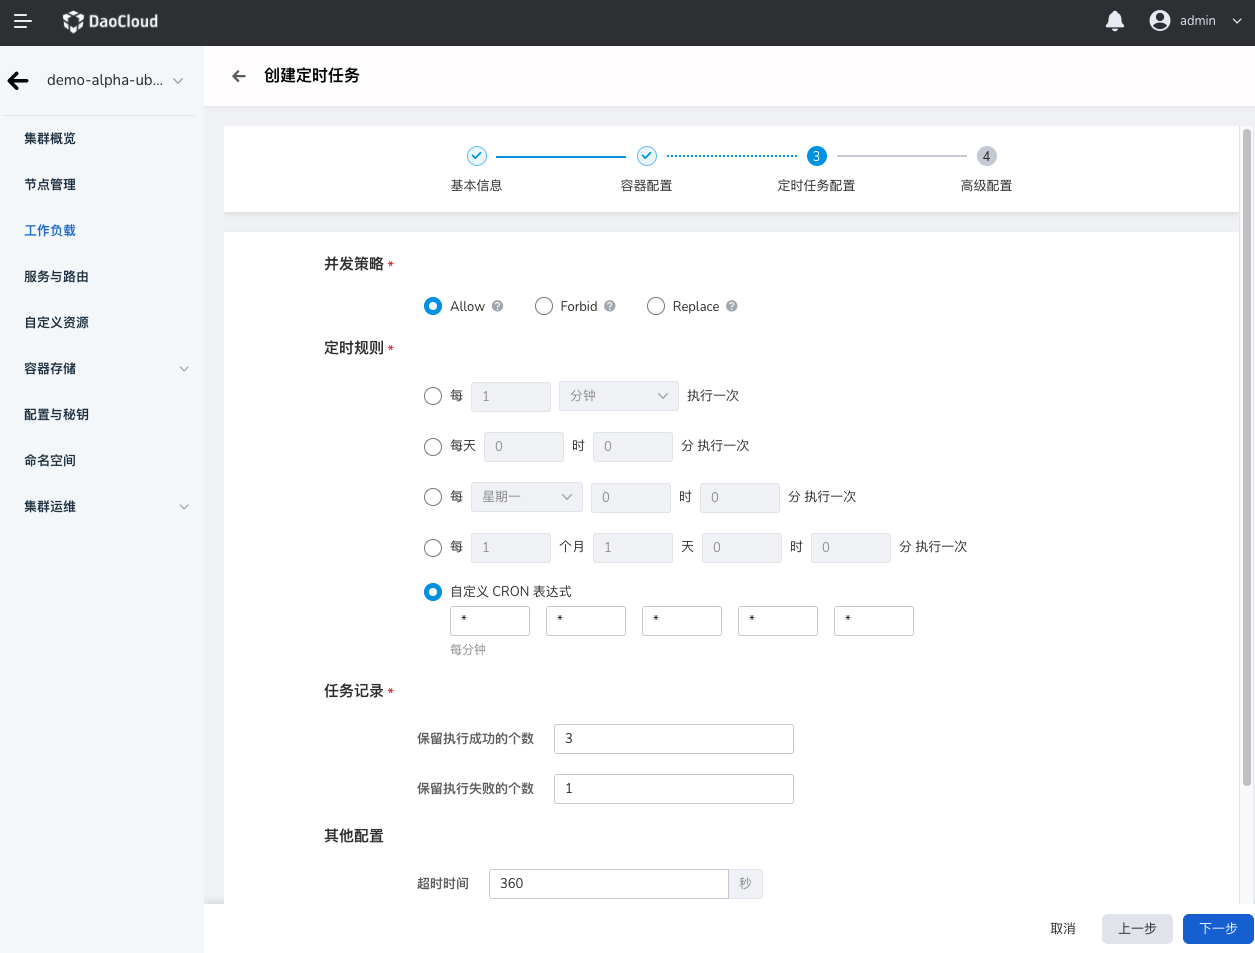 DaoCloud
admin
demo-alpha-ub...
创建定时任务
集群概览
节点管理
工作负载
服务与路由
自定义资源
容器存储
配置与秘钥
命名空间
集群运维
3 4
基本信息 容器配置 定时任务配置 高级配置
并发策略 *
Allow ? Forbid ? Replace ?
定时规则 *
每 1 分钟 执行一次
每天 0 时 0 分 执行一次
每 星期一 0 时 0 分 执行一次
每 1 个月 1 天 0 时 0 分 执行一次
自定义 CRON 表达式
* * * * *
每分钟
任务记录 *
保留执行成功的个数 3
保留执行失败的个数 1
其他配置
超时时间 360 秒
取消 上一步 下一步